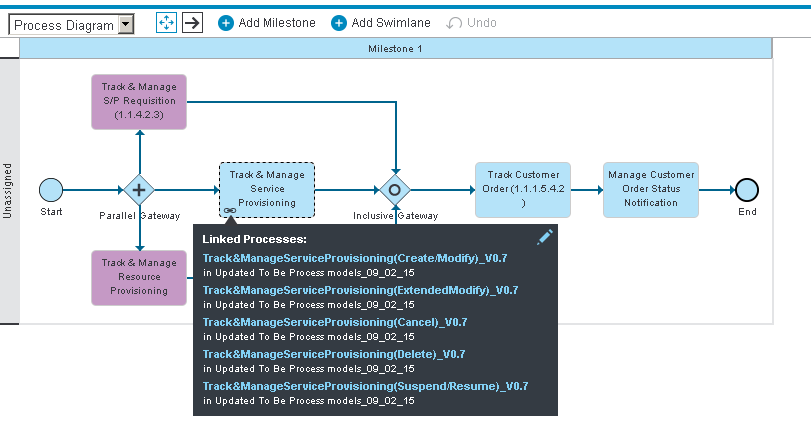 Process Diagram
Add Milestone
Add Swimlane
Undo
Milestone 1
Unassigned
Track & Manage
S/P Requisition
(1.1.4.2.3)
Start
Parallel Gateway
Track & Manage
Service
Provisioning
Inclusive Gateway
Track Customer
Order (1.1.1.5.4.2
)
Manage Customer
Order Status
Notification
End
Track & Manage
Resource
Provisioning
Linked Processes:
Track&ManageServiceProvisioning(Create/Modify)_V0.7
in Updated To Be Process models_09_02_15
Track&ManageServiceProvisioning(ExtendedModify)_V0.7
in Updated To Be Process models_09_02_15
Track&ManageServiceProvisioning(Cancel)_V0.7
in Updated To Be Process models_09_02_15
Track&ManageServiceProvisioning(Delete)_V0.7
in Updated To Be Process models_09_02_15
Track&ManageServiceProvisioning(Suspend/Resume)_V0.7
in Updated To Be Process models_09_02_15